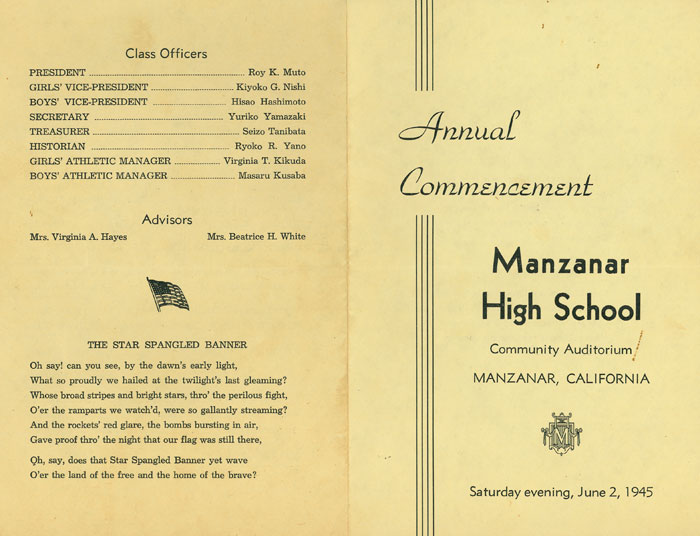 Class Officers
PRESIDENT ........ Roy K. Muto
GIRLS' VICE-PRESIDENT ........ Kiyoko G. Nishi
BOYS' VICE-PRESIDENT ........ Hisao Hashimoto
SECRETARY ........ Yuriko Yamazaki
TREASURER ........ Seizo Tanibata
HISTORIAN ........ Ryoko R. Yano
GIRLS' ATHLETIC MANAGER ........ Virginia T. Kikuda
BOYS' ATHLETIC MANAGER ........ Masaru Kusaba
Advisors
Mrs. Virginia A. Hayes Mrs. Beatrice H. White
THE STAR SPANGLED BANNER
Oh say! can you see, by the dawn's early light,
What so proudly we hailed at the twilight's last gleaming?
Whose broad stripes and bright stars, thro' the perilous fight,
O'er the ramparts we watch'd, were so gallantly streaming?
And the rockets' red glare, the bombs bursting in air,
Gave proof thro' the night that our flag was still there,
Oh, say, does that Star Spangled Banner yet wave
O'er the land of the free and the home of the brave?
Annual
Commencement
Manzanar
High School
Community Auditorium
MANZANAR, CALIFORNIA
M
Saturday evening, June 2, 1945